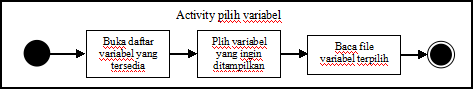 Activity pilih variabel
Buka daftar
variabel yang
tersedia
Plih variabel
yang ingin
ditampilkan
Baca file
variabel terpilih